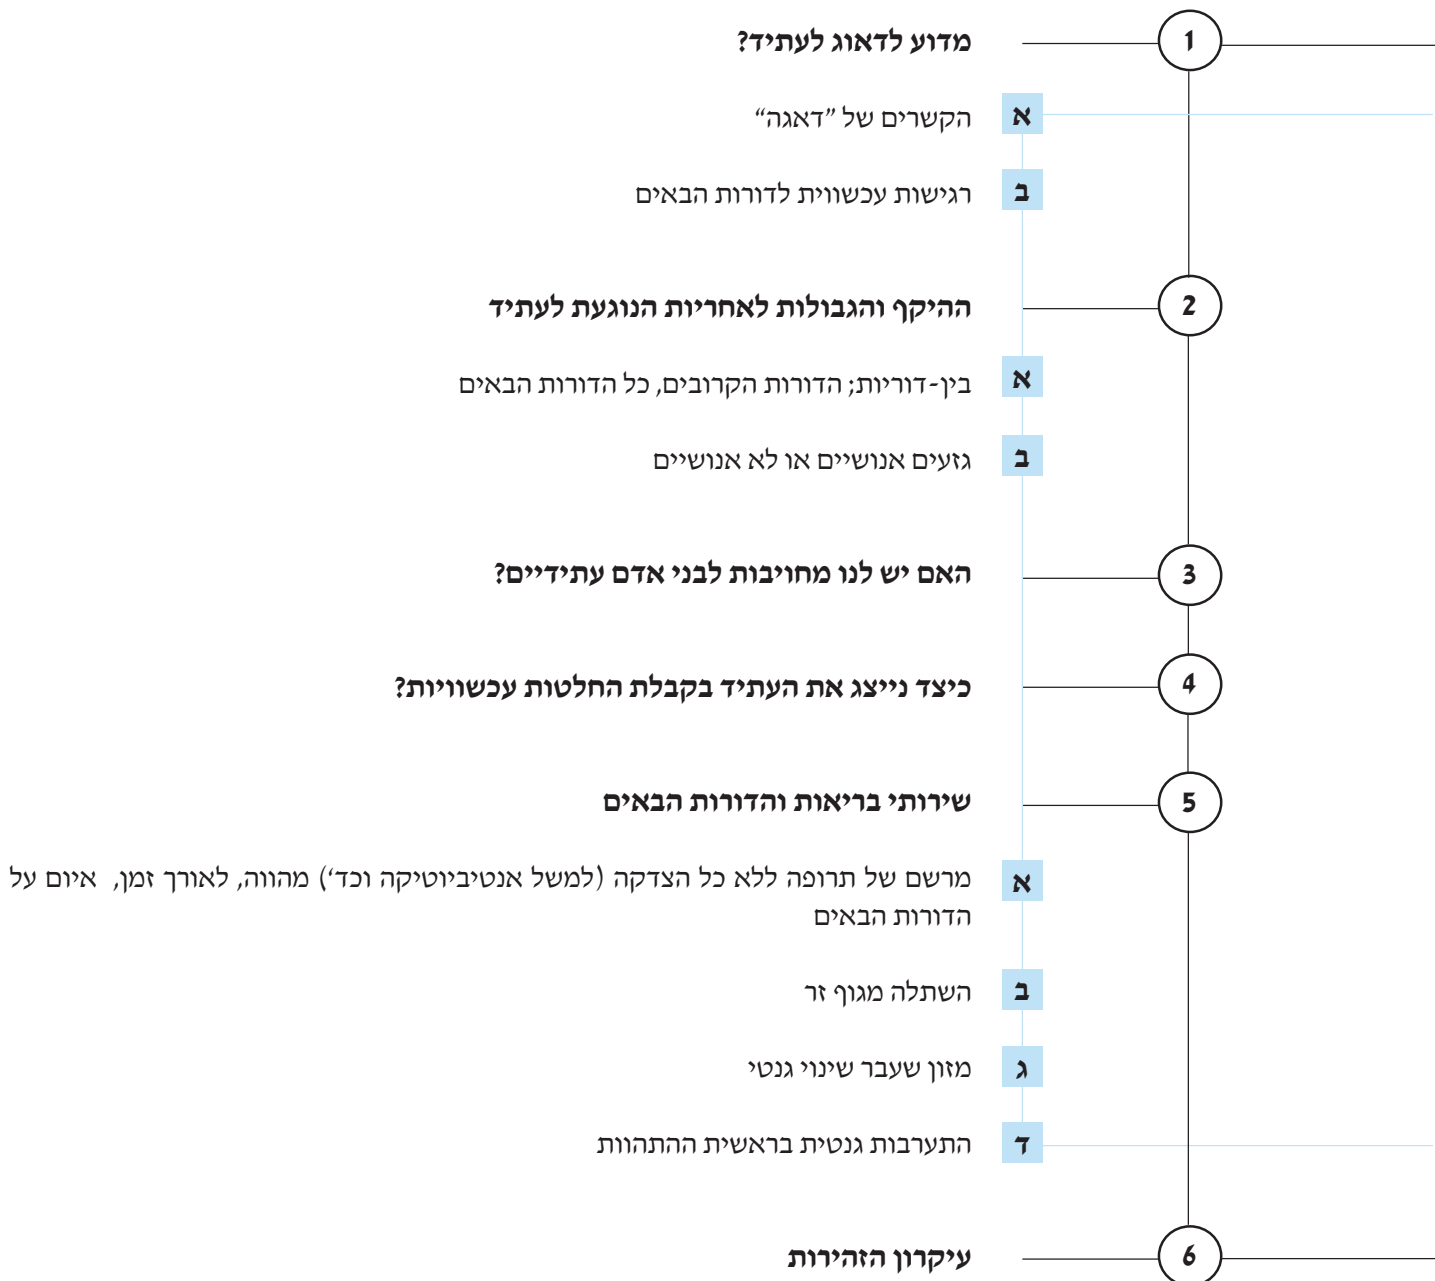 1 מדוע לדאוג לעתיד?
א הקשרים של ״דאגה״
ב רגישות עכשווית לדורות הבאים
2 ההיקף והגבולות לאחריות הנוגעת לעתיד
א בין-דוריות; הדורות הקרובים, כל הדורות הבאים
ב גזעים אנושיים או לא אנושיים
3 האם יש לנו מחויבות לבני אדם עתידיים?
4 כיצד נייצג את העתיד בקבלת החלטות עכשוויות?
5 שירותי בריאות והדורות הבאים
א מרשם של תרופה ללא כל הצדקה (למשל אנטיביוטיקה וכד׳) מהווה, לאורך זמן, איום על
הדורות הבאים
ב השתלה מגוף זר
ג מזון שעבר שינוי גנטי
ד התערבות גנטית בראשית ההתהוות
6 עיקרון הזהירות